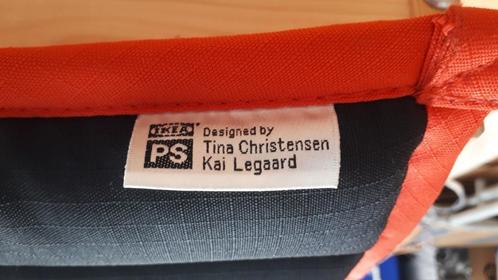 IKEA Designed by
PS Tina Christensen
Kai Legaard